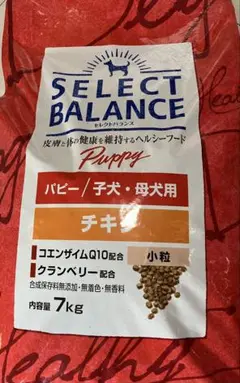 SELECT
BALANCE
セレクトバランス
皮膚と体の健康を維持するヘルシーフード
Puppy
パピー/子犬・母犬用
チキン
コエンザイムQ10配合
小粒
クランベリー配合
合成保存料無添加・無着色・無香料
内容量 7kg
Healthy